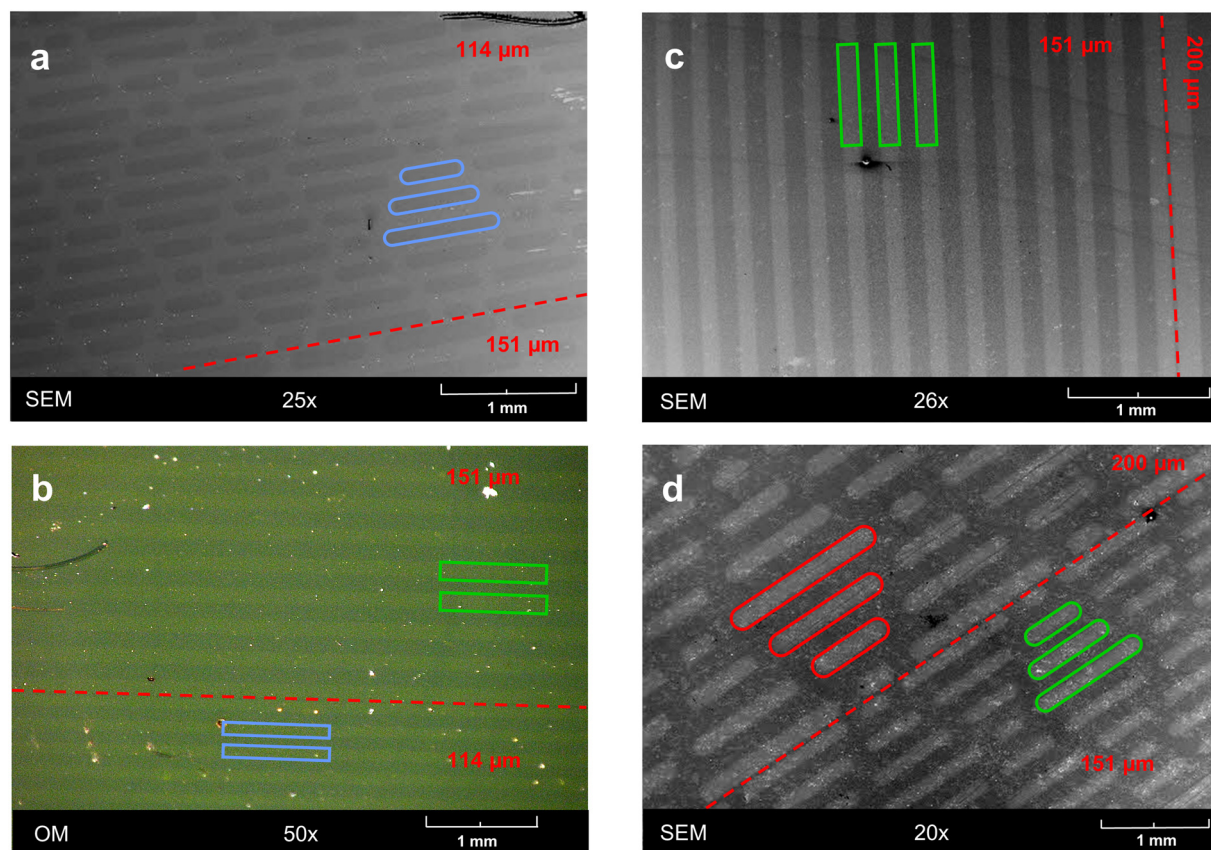 a
114 µm
151 µm
SEM 25x 1 mm
c
151 µm
200 µm
SEM 26x 1 mm
b
151 µm
114 µm
OM 50x 1 mm
d
200 µm
151 µm
SEM 20x 1 mm